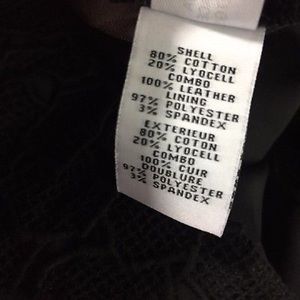 SHELL
80% COTTON
20% LYOCELL
COMBO
100% LEATHER
LINING
97% POLYESTER
3% SPANDEX
EXTERIEUR
80% COTON
20% LYOCELL
COMBO
100% CUIR
DOUBLURE
97% POLYESTER
3% SPANDEX